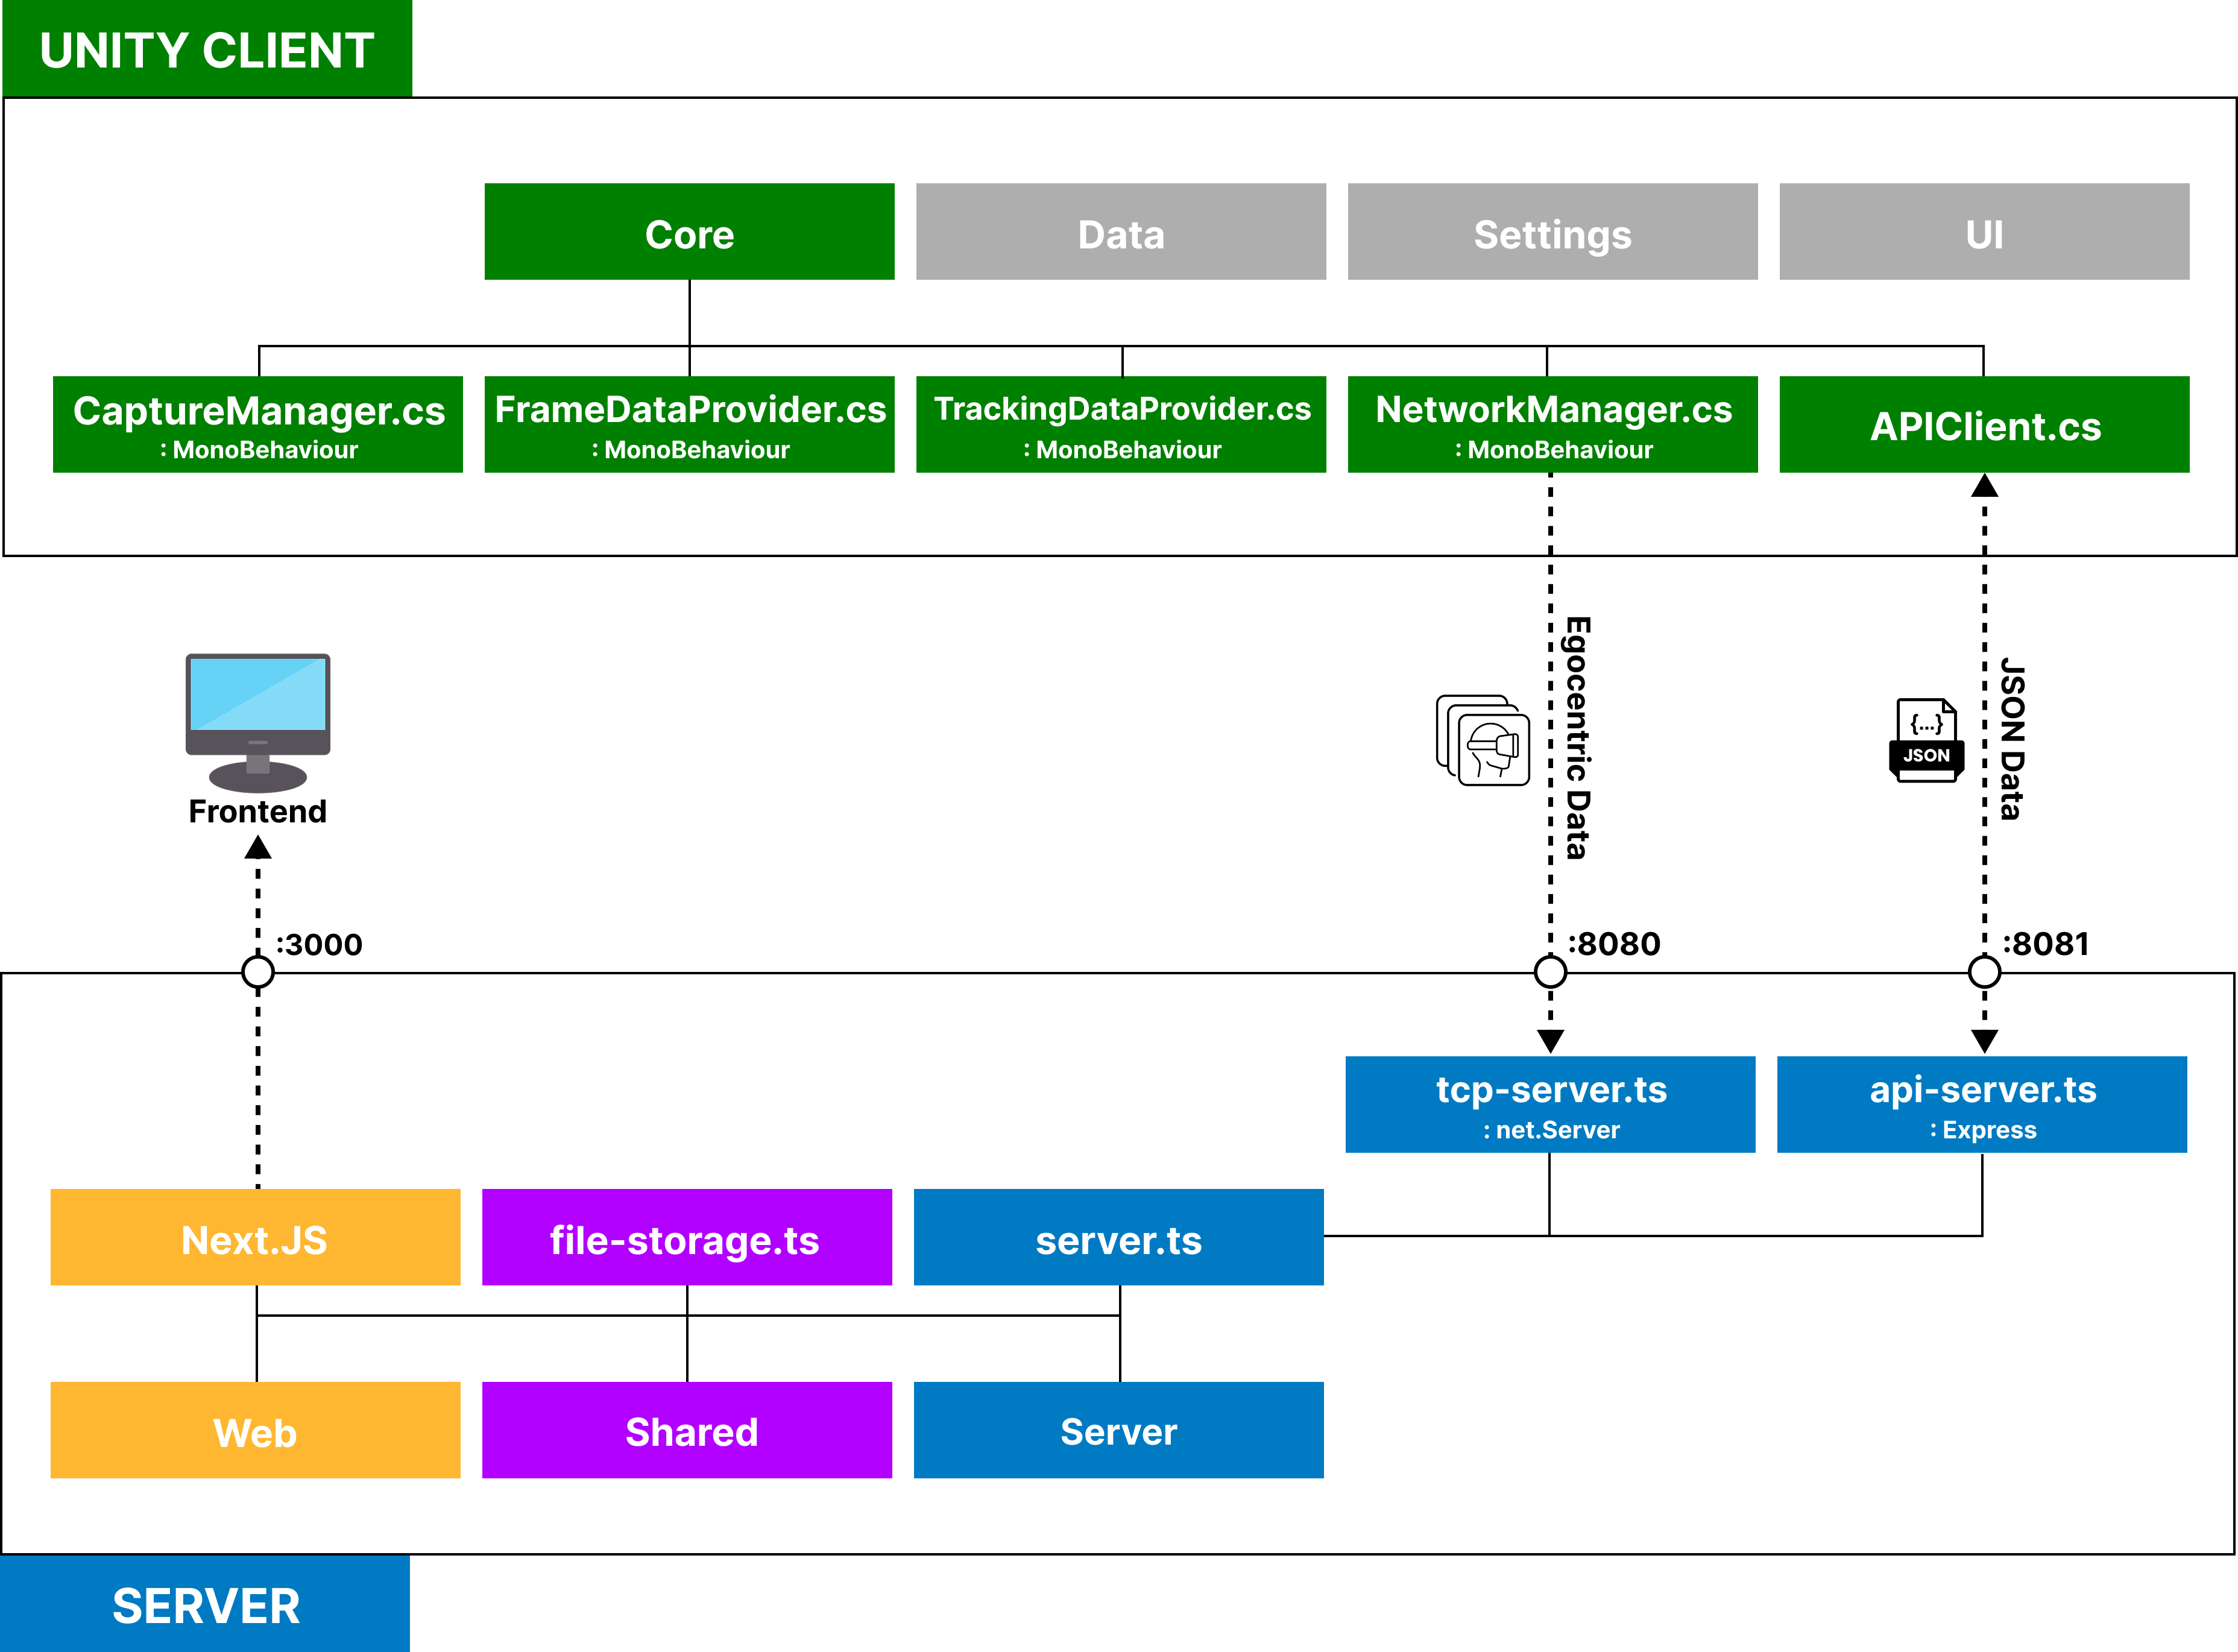 UNITY CLIENT
Core
Data
Settings
UI
CaptureManager.cs
: MonoBehaviour
FrameDataProvider.cs
: MonoBehaviour
TrackingDataProvider.cs
: MonoBehaviour
NetworkManager.cs
: MonoBehaviour
APIClient.cs
Egocentric Data
{...}
JSON
JSON Data
Frontend
:3000
:8080
:8081
tcp-server.ts
: net.Server
api-server.ts
: Express
Next.JS
file-storage.ts
server.ts
Web
Shared
Server
SERVER